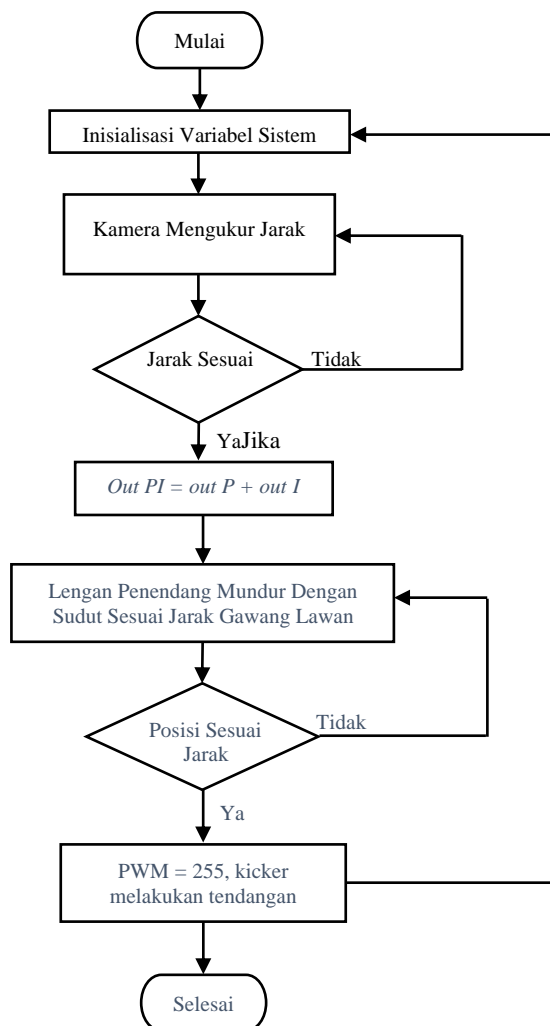 Mulai
Inisialisasi Variabel Sistem
Kamera Mengukur Jarak
Jarak Sesuai
Tidak
YaJika
Out PI = out P + out I
Lengan Penendang Mundur Dengan
Sudut Sesuai Jarak Gawang Lawan
Posisi Sesuai
Jarak
Tidak
Ya
PWM = 255, kicker
melakukan tendangan
Selesai